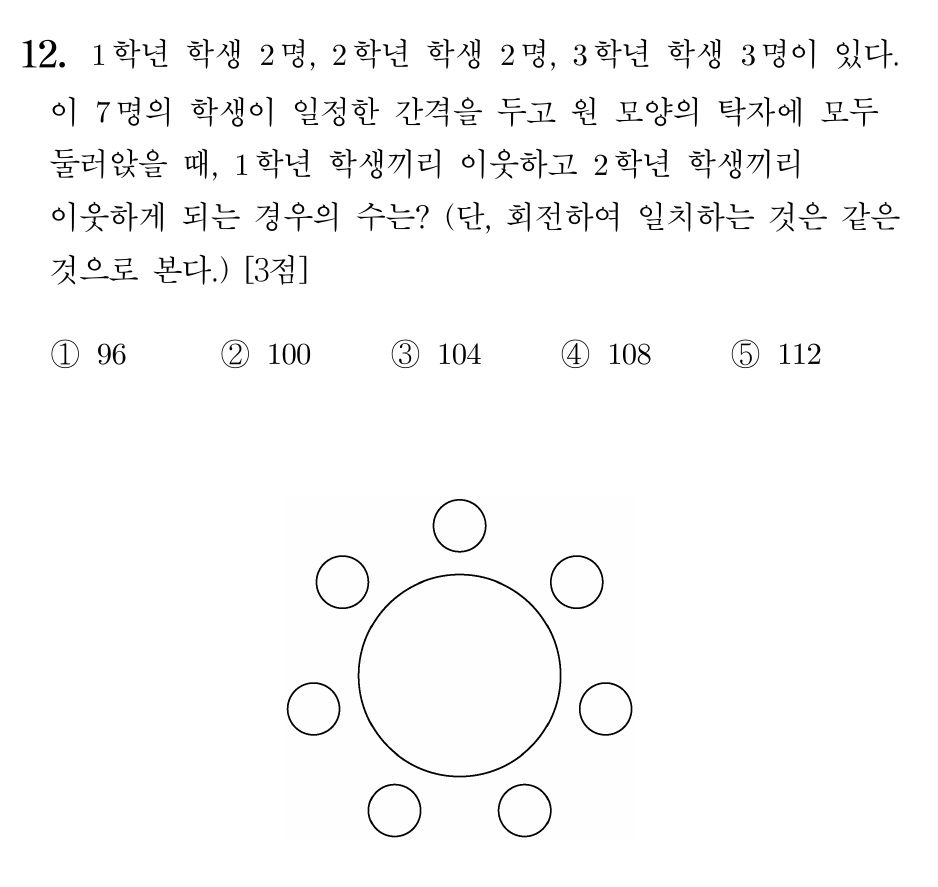 12. 1학년 학생 2명, 2학년 학생 2명, 3학년 학생 3명이 있다.
이 7명의 학생이 일정한 간격을 두고 원 모양의 탁자에 모두
둘러앉을 때, 1학년 학생끼리 이웃하고 2학년 학생끼리
이웃하게 되는 경우의 수는? (단, 회전하여 일치하는 것은 같은
것으로 본다.) [3점]
① 96 ② 100 ③ 104 ④ 108 ⑤ 112